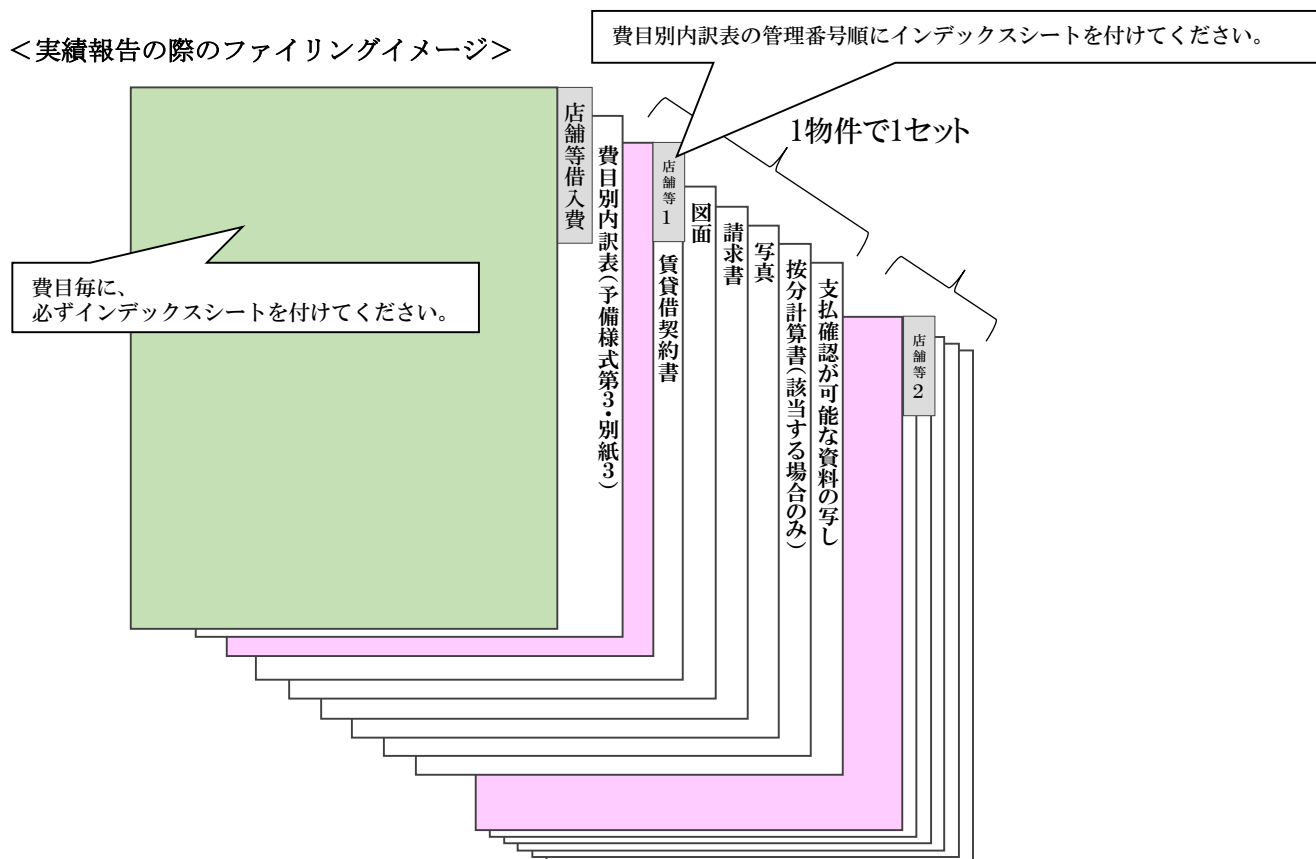 ＜実績報告の際のファイリングイメージ＞
費目別内訳表の管理番号順にインデックスシートを付けてください。
1物件で1セット
店舗等借入費
費目別内訳表（予備様式第3・別紙3）
店舗等1
賃貸借契約書
図面
請求書
写真
按分計算書（該当する場合のみ）
支払確認が可能な資料の写し
店舗等2
費目毎に、
必ずインデックスシートを付けてください。